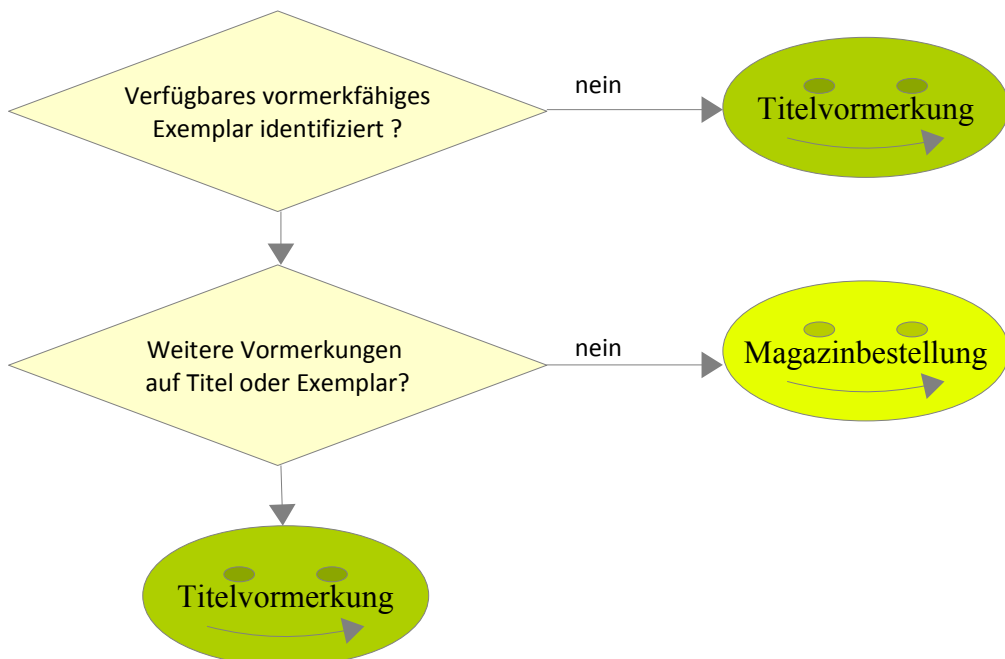 Verfügbares vormerkfähiges
Exemplar identifiziert ?
nein
Titelvormerkung
Weitere Vormerkungen
auf Titel oder Exemplar?
nein
Magazinbestellung
Titelvormerkung